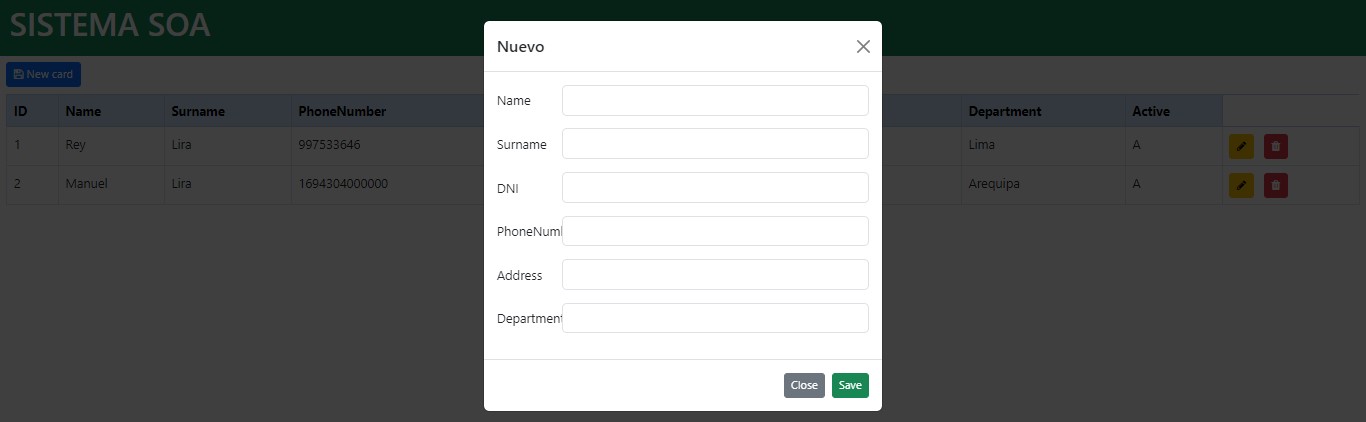 SISTEMA SOA
New card
ID Name Surname PhoneNumber Department Active
1 Rey Lira 997533646 Lima A
2 Manuel Lira 1694304000000 Arequipa A
Nuevo
Name
Surname
DNI
PhoneNumb
Address
Department
Close Save